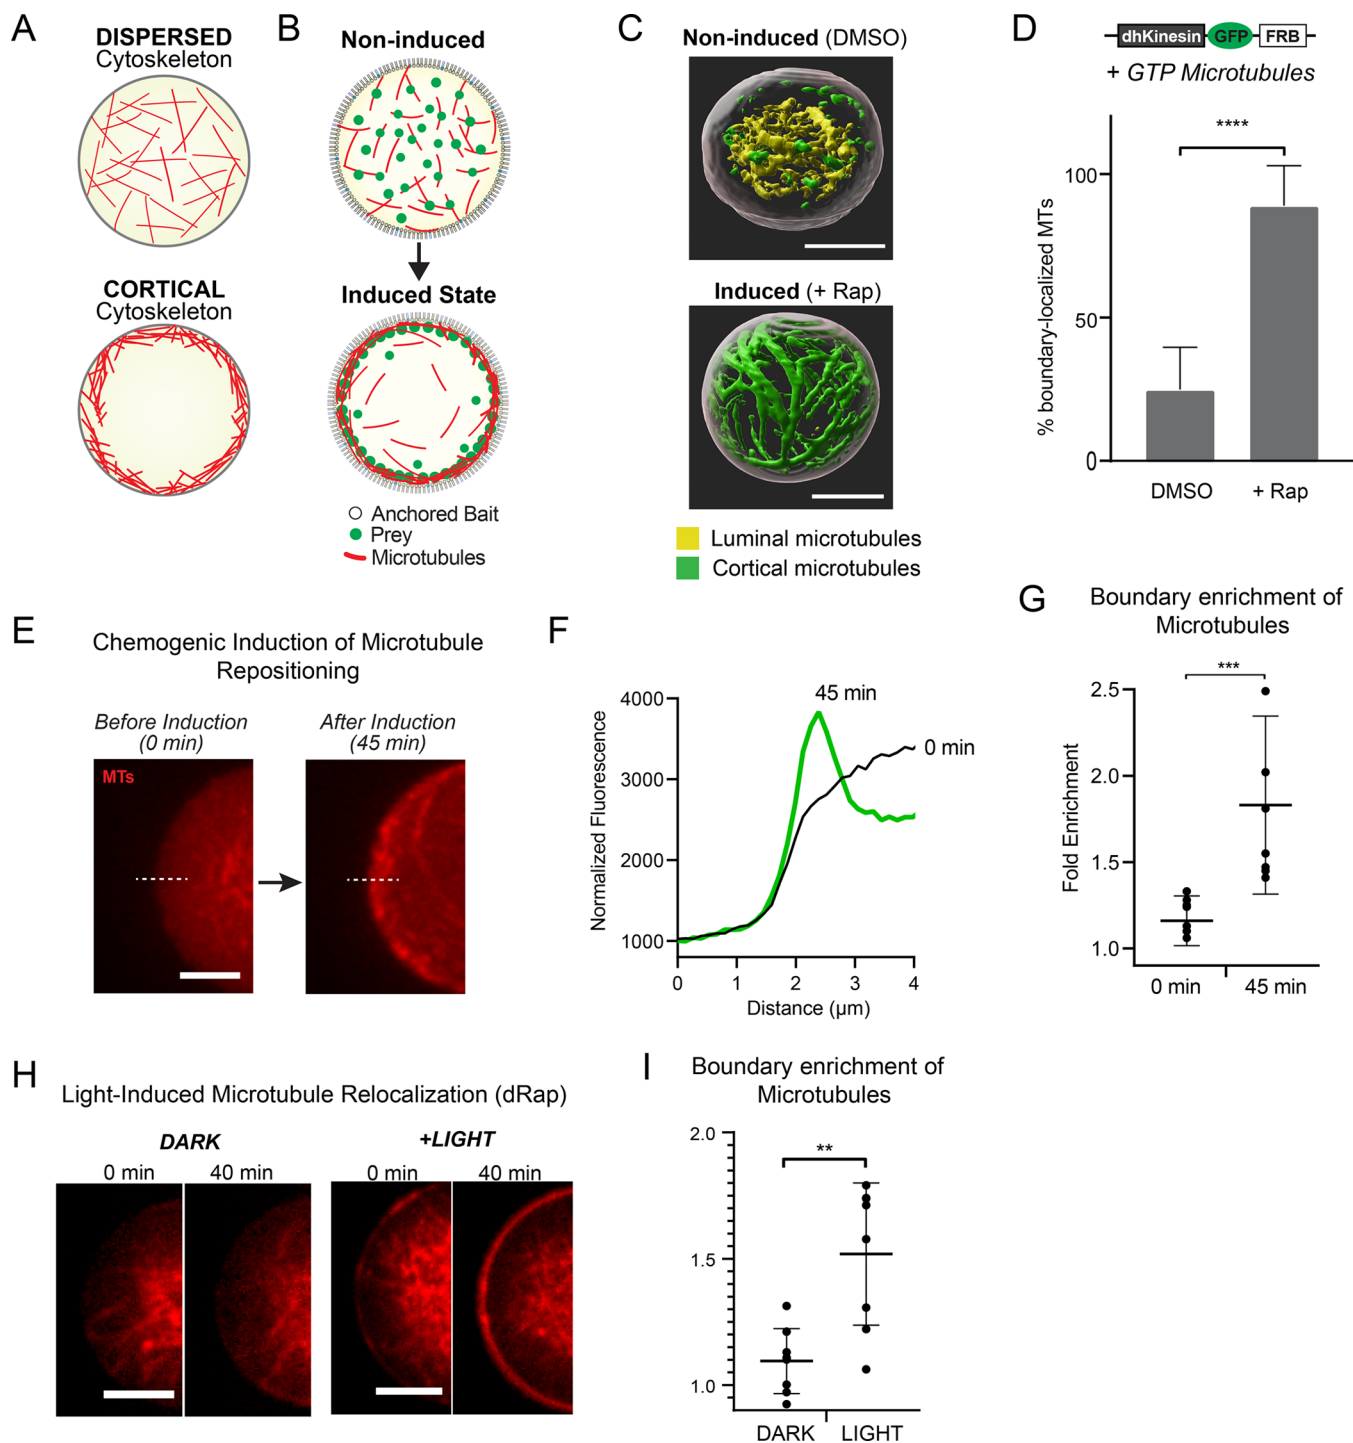 A
DISPERSED
Cytoskeleton
CORTICAL
Cytoskeleton
B
Non-induced
Induced State
Anchored Bait
Prey
Microtubules
C
Non-induced (DMSO)
Induced (+ Rap)
Luminal microtubules
Cortical microtubules
D
dhKinesin GFP FRB
+ GTP Microtubules
****
% boundary-localized MTs
100
50
0
DMSO + Rap
E
Chemogenic Induction of Microtubule
Repositioning
Before Induction
(0 min)
After Induction
(45 min)
MTs
F
45 min
0 min
Normalized Fluorescence
4000
3000
2000
1000
0 1 2 3 4
Distance (µm)
G
Boundary enrichment of
Microtubules
***
Fold Enrichment
2.5
2.0
1.5
1.0
0 min 45 min
H
Light-Induced Microtubule Relocalization (dRap)
DARK
0 min 40 min
+LIGHT
0 min 40 min
I
Boundary enrichment of
Microtubules
**
2.0
1.5
1.0
DARK LIGHT